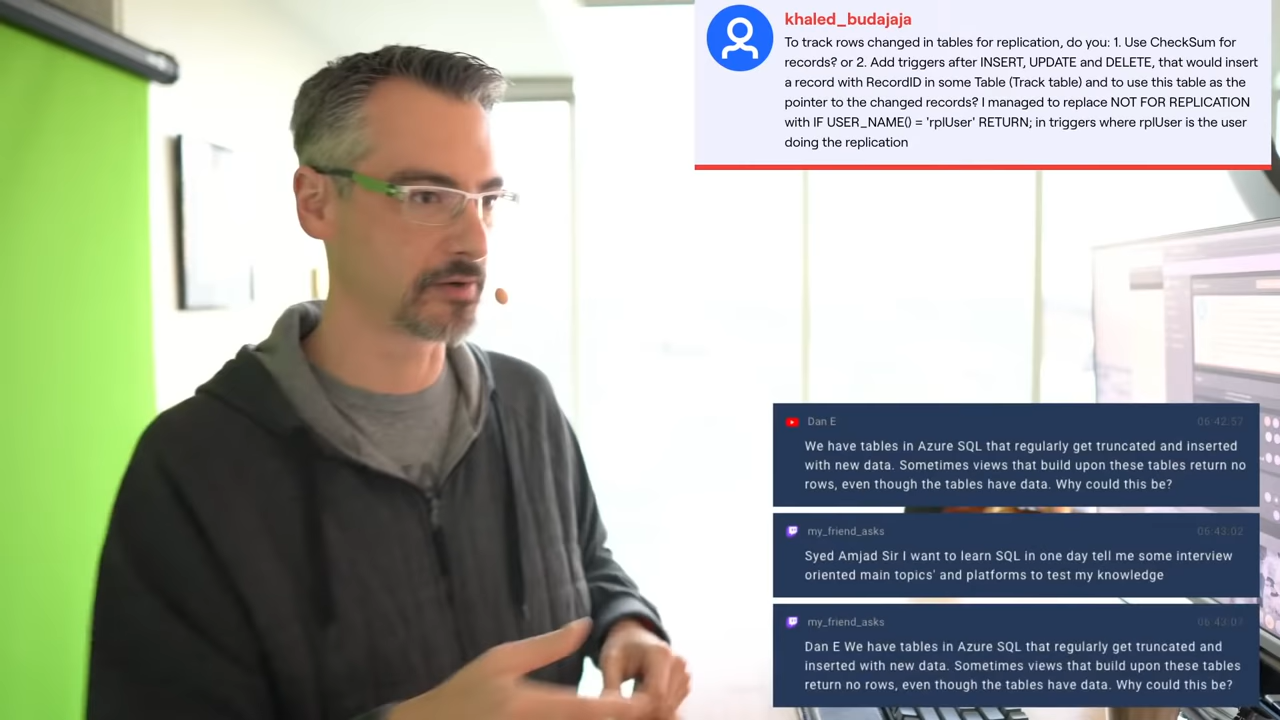 khaled_budajaja
To track rows changed in tables for replication, do you: 1. Use CheckSum for
records? or 2. Add triggers after INSERT, UPDATE and DELETE, that would insert
a record with RecordID in some Table (Track table) and to use this table as the
pointer to the changed records? I managed to replace NOT FOR REPLICATION
with IF USER_NAME() = 'rplUser' RETURN; in triggers where rplUser is the user
doing the replication
Dan E 06:42:57
We have tables in Azure SQL that regularly get truncated and inserted
with new data. Sometimes views that build upon these tables return no
rows, even though the tables have data. Why could this be?
my_friend_asks 06:43:02
Syed Amjad Sir I want to learn SQL in one day tell me some interview
oriented main topics' and platforms to test my knowledge
my_friend_asks
Dan E We have tables in Azure SQL that regularly get truncated and
inserted with new data. Sometimes views that build upon these tables
return no rows, even though the tables have data. Why could this be?